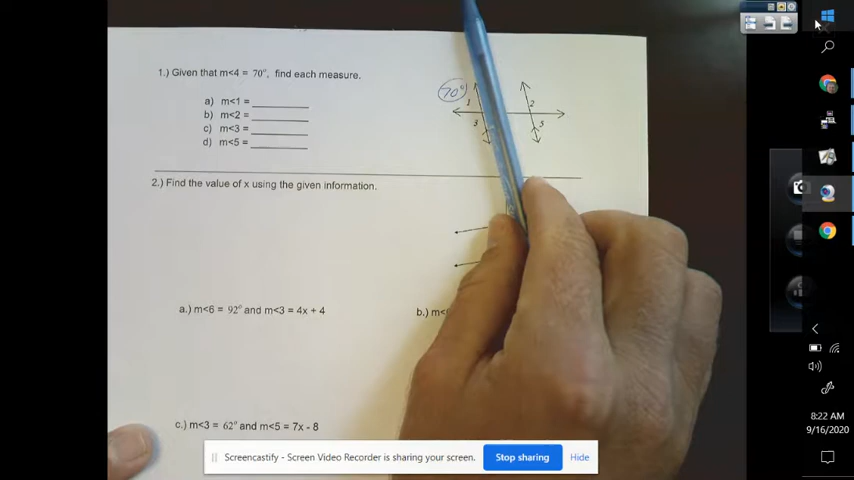 1.) Given that m<4 = 70°, find each measure.
70°
1
2
3
5
a) m<1 =
b) m<2 =
c) m<3 =
d) m<5 =
2.) Find the value of x using the given information.
a.) m<6 = 92° and m<3 = 4x + 4
b.) m<
c.) m<3 = 62° and m<5 = 7x - 8
Screencastify - Screen Video Recorder is sharing your screen.
Stop sharing
Hide
8:22 AM
9/16/2020